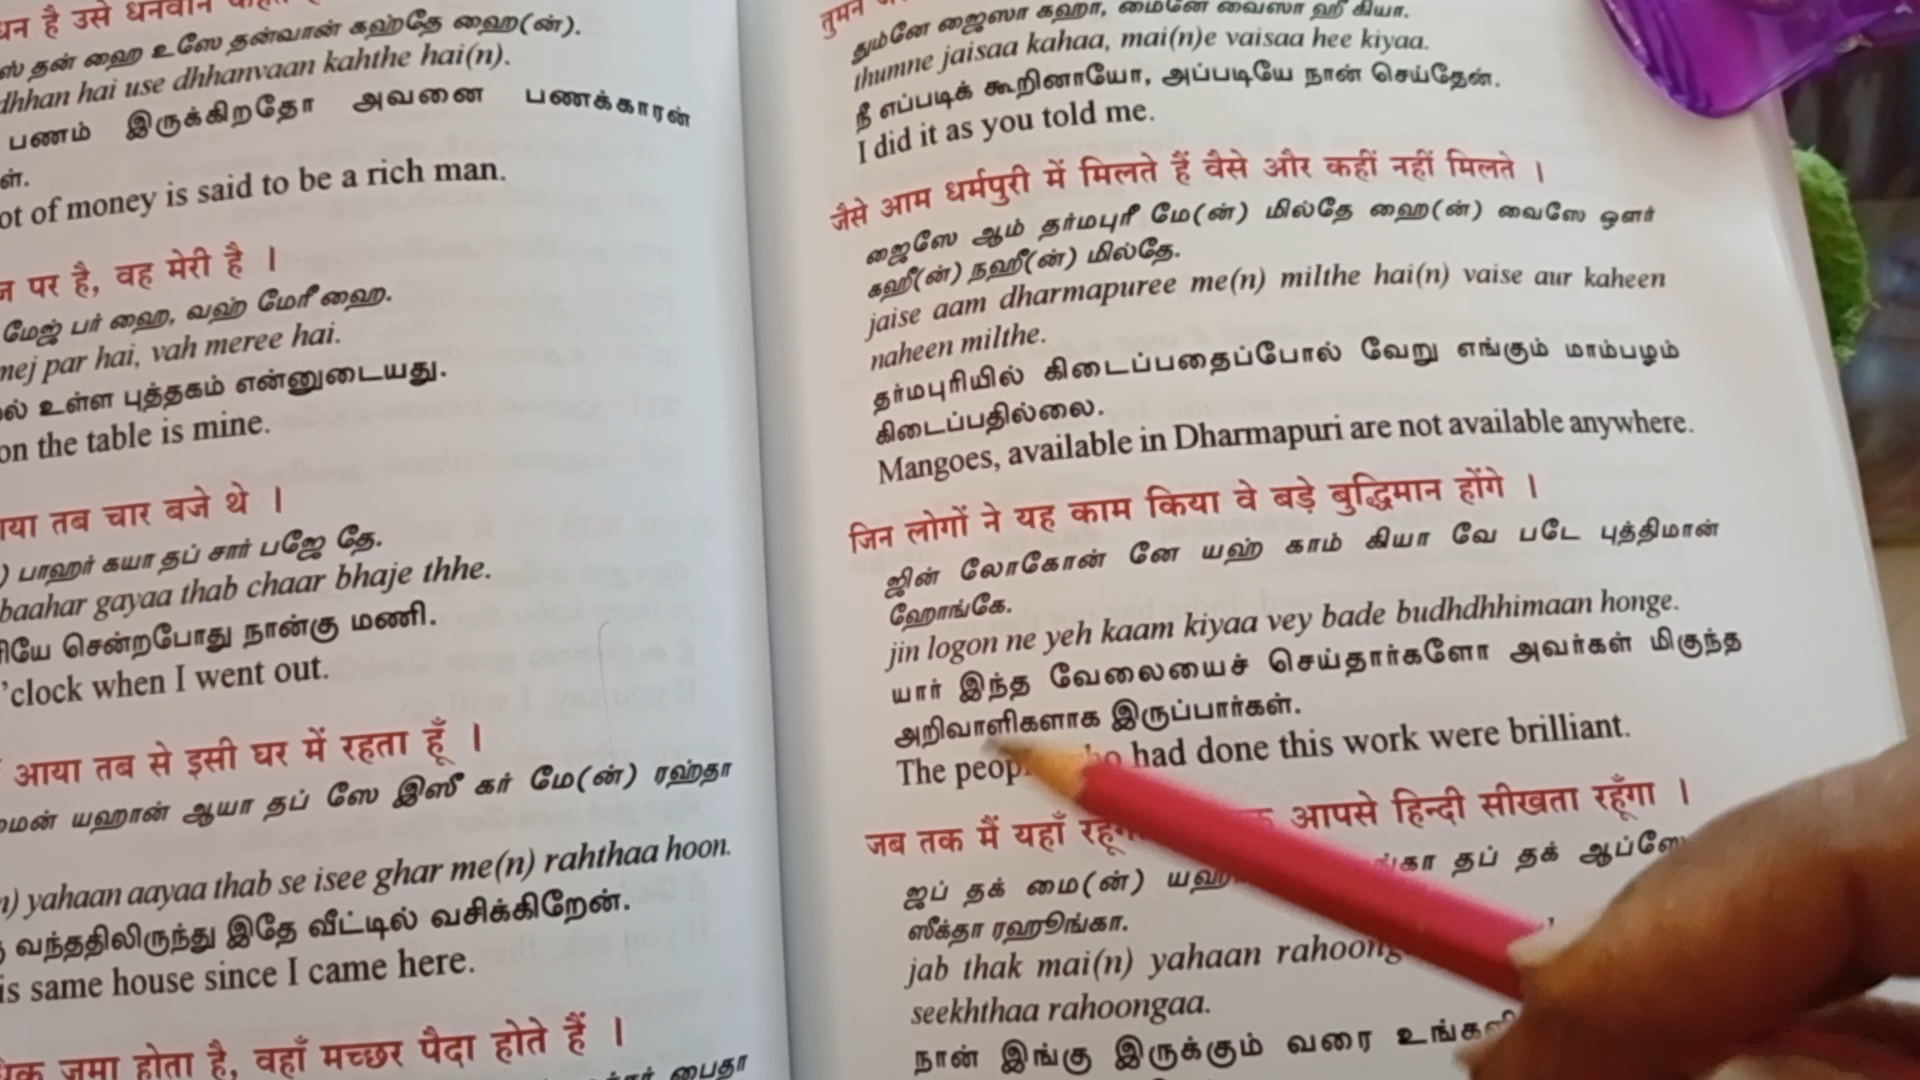 है उसे धनवान
தன் ஹை உஸே தன்வான் கஹ்தே ஹை(ன்).
dhhan hai use dhhanvaan kahthe hai(n).
பணம் இருக்கிறதோ அவனை பணக்காரன்
ot of money is said to be a rich man.
पर है, वह मेरी है ।
மேஜ் பர் ஹை, வஹ் மேரீ ஹை.
mej par hai, vah meree hai.
உள்ள புத்தகம் என்னுடையது.
on the table is mine.
तब चार बजे थे ।
பாஹர் கயா தப் சார் பஜே தே.
baahar gayaa thab chaar bhaje thhe.
சென்றபோது நான்கு மணி.
'clock when I went out.
आया तब से इसी घर में रहता हूँ ।
யஹான் ஆயா தப் ஸே இஸீ கர் மே(ன்) ரஹ்தா
yahaan aayaa thab se isee ghar me(n) rahthaa hoon.
வந்ததிலிருந்து இதே வீட்டில் வசிக்கிறேன்.
is same house since I came here.
जमा होता है, वहाँ मच्छर पैदा होते हैं ।
பைதா
தும்னே ஜைஸா கஹா, மைனே வைஸா ஹீ கியா.
thumne jaisaa kahaa, mai(n)e vaisaa hee kiyaa.
நீ எப்படிக் கூறினாயோ, அப்படியே நான் செய்தேன்.
I did it as you told me.
जैसे आम धर्मपुरी में मिलते हैं वैसे और कहीं नहीं मिलते ।
ஜைஸே ஆம் தர்மபுரீ மே(ன்) மில்தே ஹை(ன்) வைஸே ஔர்
கஹீ(ன்) நஹீ(ன்) மில்தே.
jaise aam dharmapuree me(n) milthe hai(n) vaise aur kaheen
naheen milthe.
தர்மபுரியில் கிடைப்பதைப்போல் வேறு எங்கும் மாம்பழம்
கிடைப்பதில்லை.
Mangoes, available in Dharmapuri are not available anywhere.
जिन लोगों ने यह काम किया वे बड़े बुद्धिमान होंगे ।
ஜின் லோகோன் னே யஹ் காம் கியா வே படே புத்திமான்
ஹோங்கே.
jin logon ne yeh kaam kiyaa vey bade budhdhhimaan honge.
யார் இந்த வேலையைச் செய்தார்களோ அவர்கள் மிகுந்த
அறிவாளிகளாக இருப்பார்கள்.
The had done this work were brilliant.
जब तक मैं यहाँ आपसे हिन्दी सीखता रहूँगा ।
ஜப் தக் மை(ன்) தப் தக் ஆப்ஸே
ஸீக்தா ரஹூங்கா.
jab thak mai(n) yahaan
seekhthaa rahoongaa.
நான் இங்கு இருக்கும் வரை